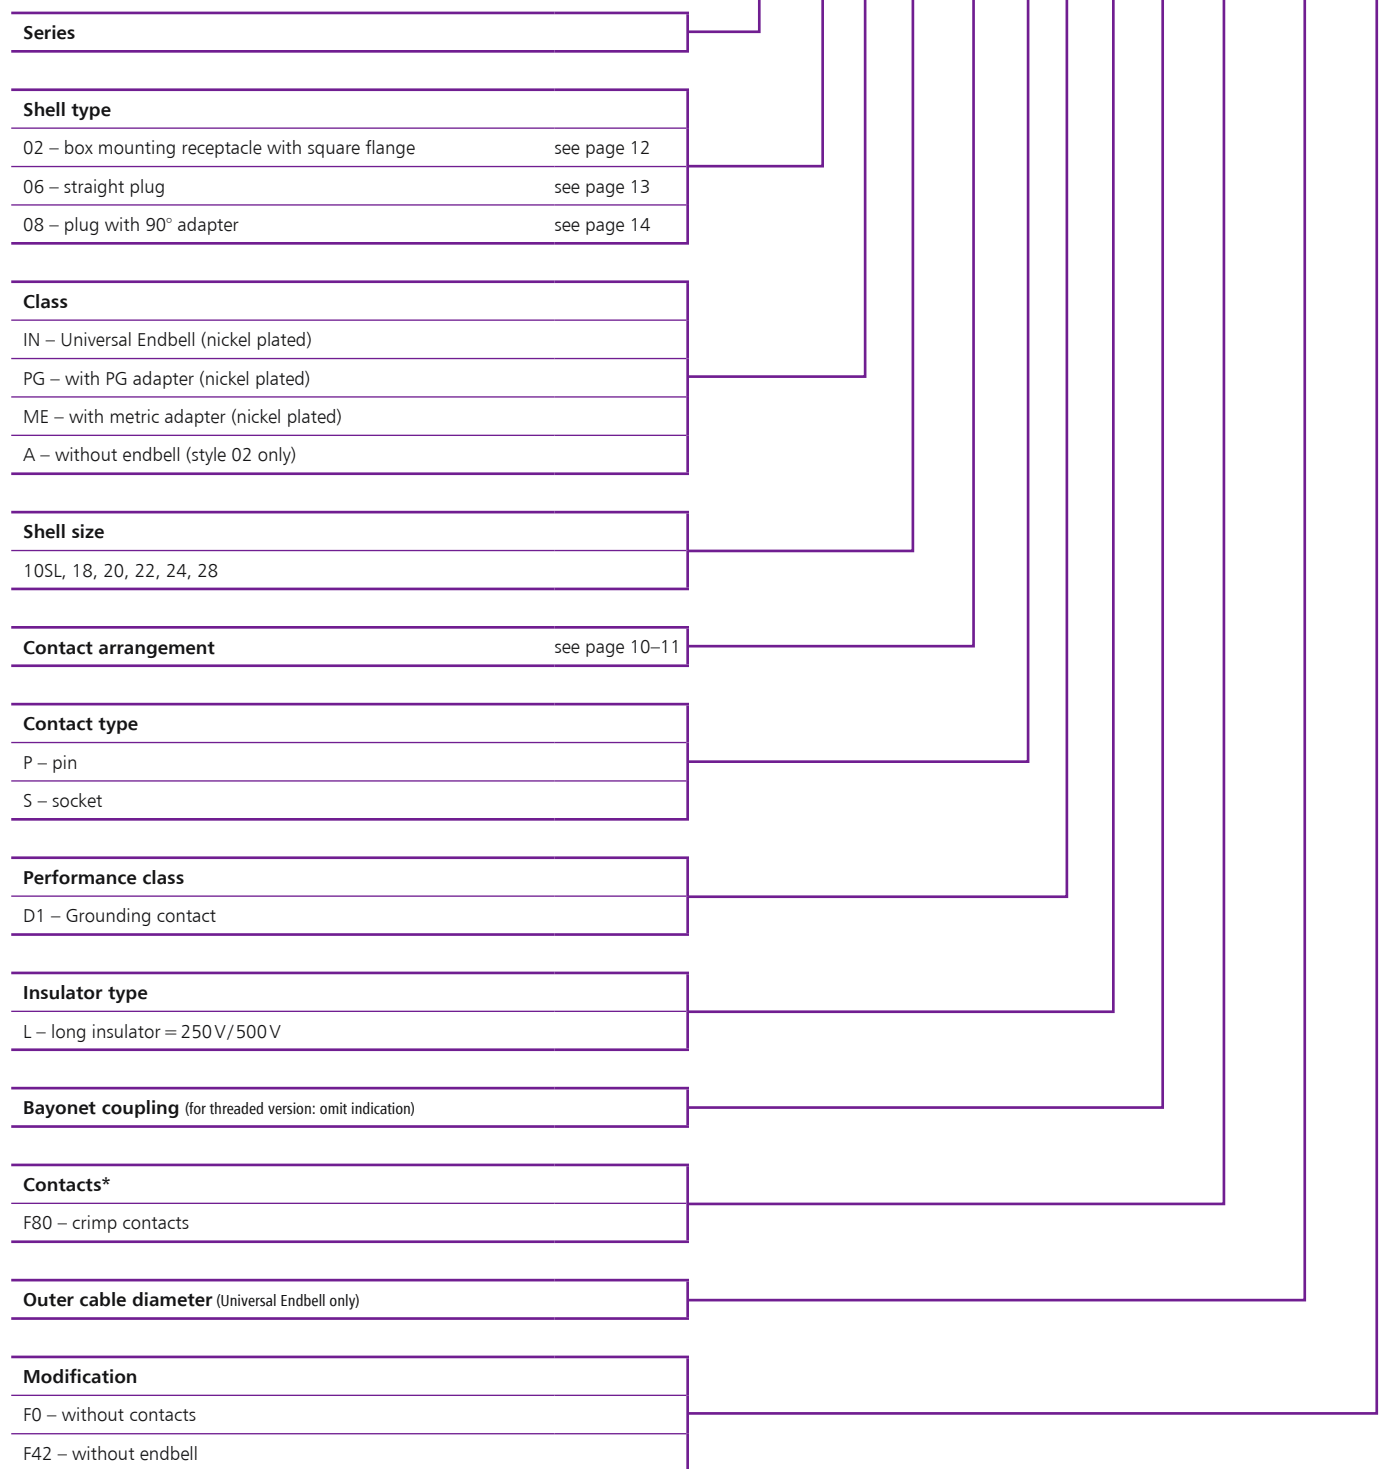 Series
Shell type
02 – box mounting receptacle with square flange see page 12
06 – straight plug see page 13
08 – plug with 90° adapter see page 14
Class
IN – Universal Endbell (nickel plated)
PG – with PG adapter (nickel plated)
ME – with metric adapter (nickel plated)
A – without endbell (style 02 only)
Shell size
10SL, 18, 20, 22, 24, 28
Contact arrangement see page 10–11
Contact type
P – pin
S – socket
Performance class
D1 – Grounding contact
Insulator type
L – long insulator = 250 V/500 V
Bayonet coupling (for threaded version: omit indication)
Contacts*
F80 – crimp contacts
Outer cable diameter (Universal Endbell only)
Modification
F0 – without contacts
F42 – without endbell